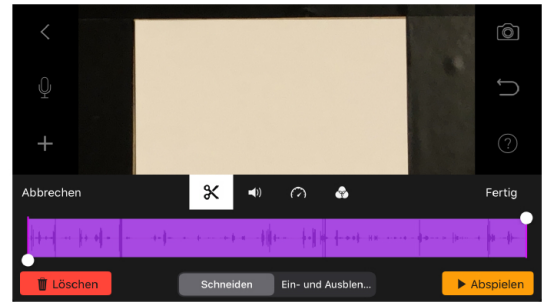 Abbrechen
Fertig
Löschen
Schneiden
Ein- und Ausblen...
Abspielen